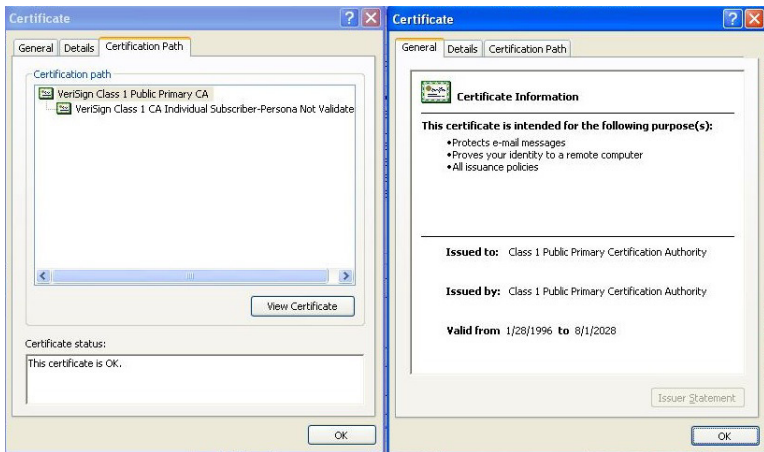 Certificate
General Details Certification Path
Certification path
VeriSign Class 1 Public Primary CA
VeriSign Class 1 CA Individual Subscriber-Persona Not Validate
View Certificate
Certificate status:
This certificate is OK.
OK
Certificate
General Details Certification Path
Certificate Information
This certificate is intended for the following purpose(s):
•Protects e-mail messages
•Proves your identity to a remote computer
•All issuance policies
Issued to: Class 1 Public Primary Certification Authority
Issued by: Class 1 Public Primary Certification Authority
Valid from 1/28/1996 to 8/1/2028
Issuer Statement
OK